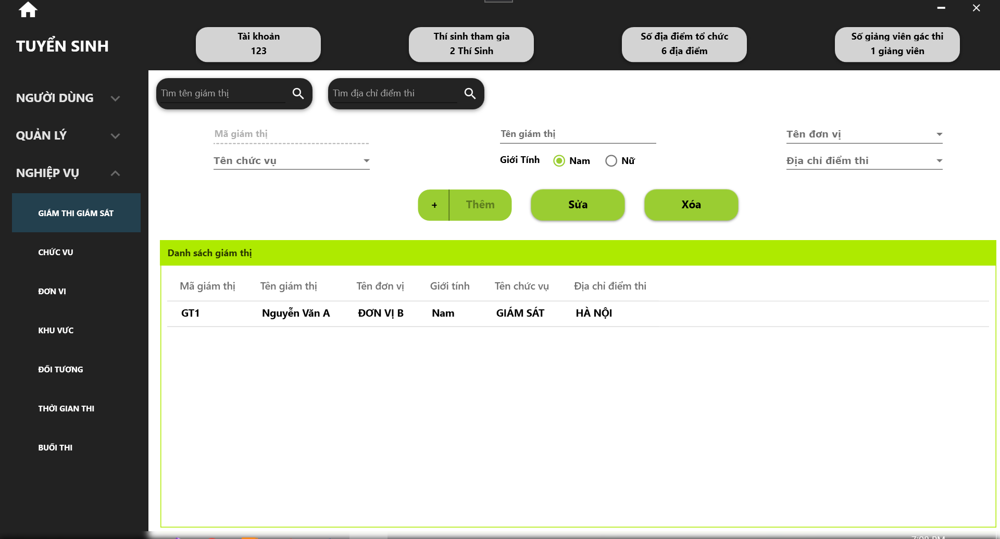 TUYỂN SINH
Tài khoản
123
Thí sinh tham gia
2 Thí Sinh
Số địa điểm tổ chức
6 địa điểm
Số giảng viên gác thi
1 giảng viên
NGƯỜI DÙNG
QUẢN LÝ
NGHIỆP VỤ
GIÁM THỊ GIÁM SÁT
CHỨC VỤ
ĐƠN VỊ
KHU VỰC
ĐỐI TƯỢNG
THỜI GIAN THI
BUỔI THI
Tìm tên giám thị
Tìm địa chỉ điểm thi
Mã giám thị
Tên giám thị
Tên đơn vị
Tên chức vụ
Giới Tính Nam Nữ
Địa chỉ điểm thi
+ Thêm
Sửa
Xóa
Danh sách giám thị
Mã giám thị Tên giám thị Tên đơn vị Giới tính Tên chức vụ Địa chỉ điểm thi
GT1 Nguyễn Văn A ĐƠN VỊ B Nam GIÁM SÁT HÀ NỘI